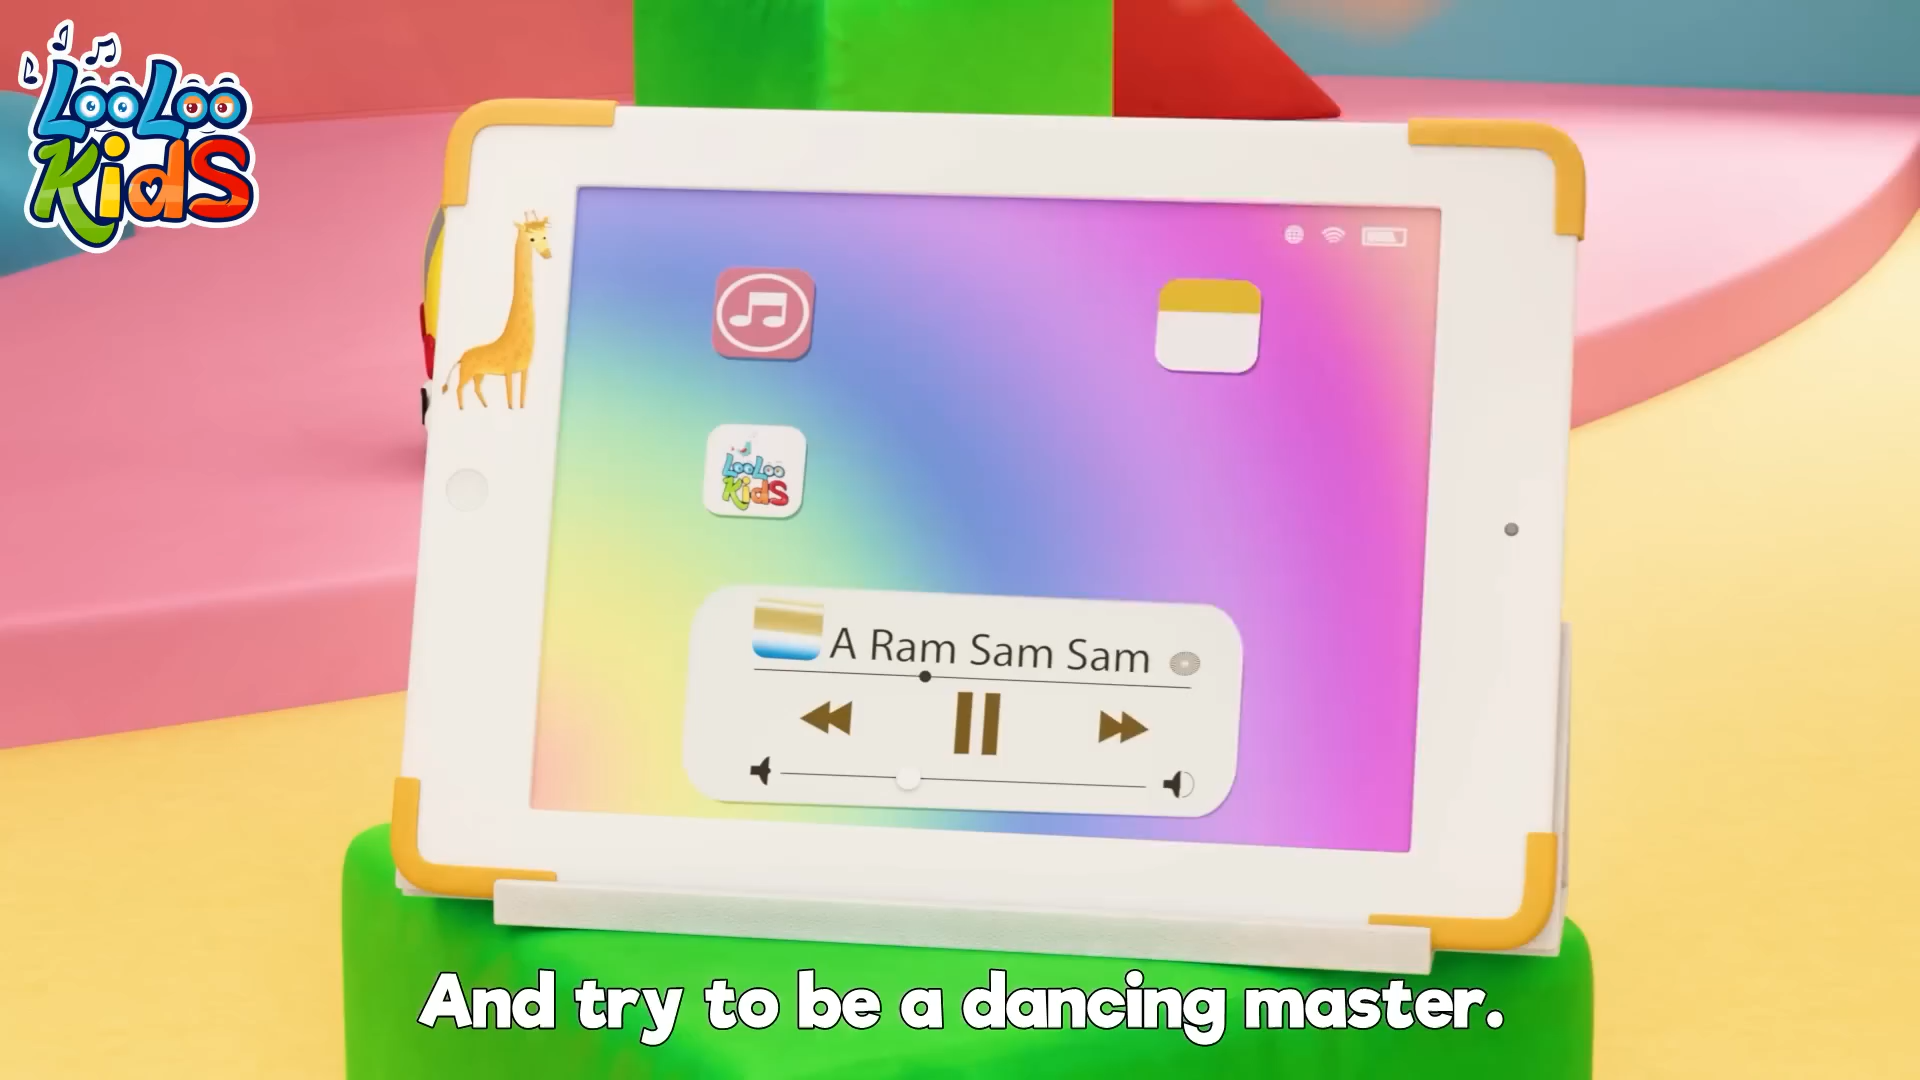 LooLoo
Kids
LooLoo
Kids
A Ram Sam Sam
And try to be a dancing master.